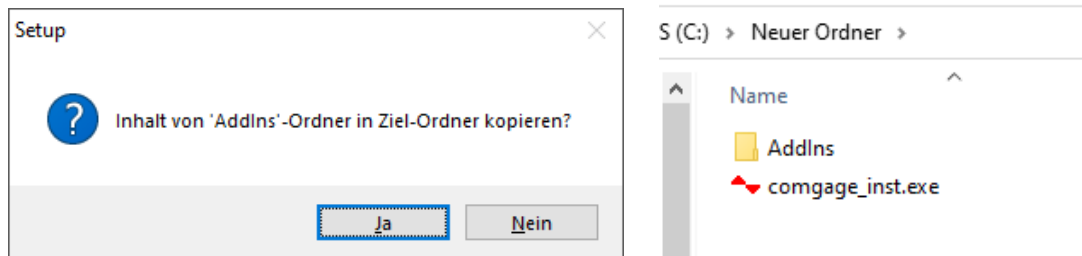 Setup
Inhalt von 'AddIns'-Ordner in Ziel-Ordner kopieren?
Ja
Nein
S (C:) > Neuer Ordner >
Name
AddIns
comgage_inst.exe